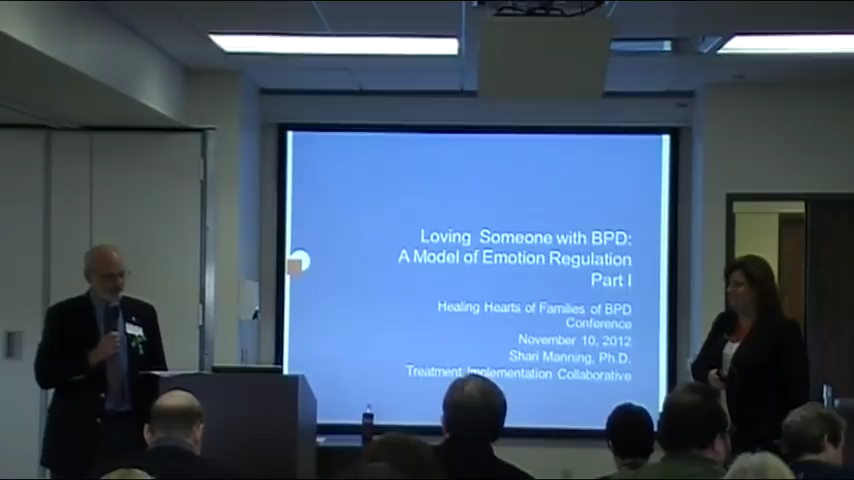 Loving Someone with BPD:
A Model of Emotion Regulation
Part I
Healing Hearts of Families of BPD
Conference
November 10, 2012
Shari Manning, Ph.D.
Treatment Implementation Collaborative